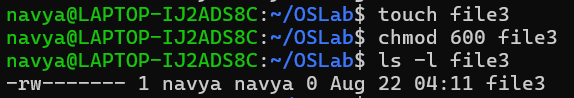 navya@LAPTOP-IJ2ADS8C:~/OSLab$ touch file3
navya@LAPTOP-IJ2ADS8C:~/OSLab$ chmod 600 file3
navya@LAPTOP-IJ2ADS8C:~/OSLab$ ls -l file3
-rw------- 1 navya navya 0 Aug 22 04:11 file3